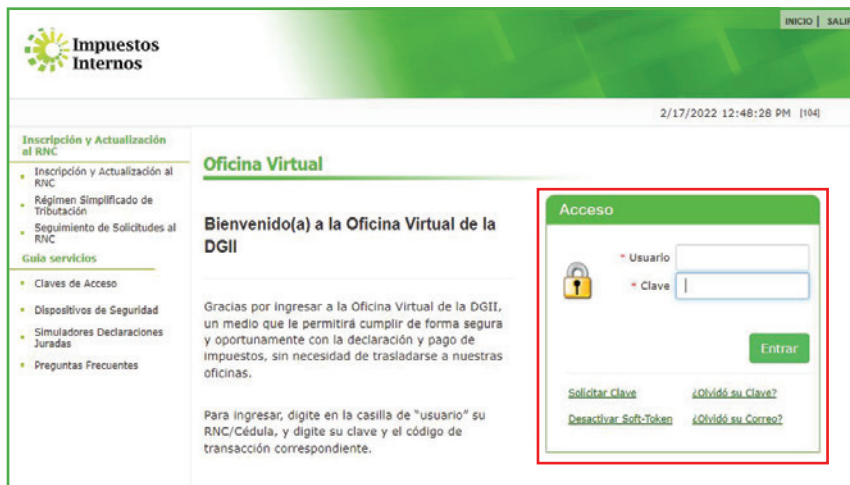 Impuestos
Internos
INICIO | SALIR
2/17/2022 12:48:28 PM [104]
Inscripción y Actualización
al RNC
Inscripción y Actualización al
RNC
Régimen Simplificado de
Tributación
Seguimiento de Solicitudes al
RNC
Guía servicios
Claves de Acceso
Dispositivos de Seguridad
Simuladores Declaraciones
Juradas
Preguntas Frecuentes
Oficina Virtual
Bienvenido(a) a la Oficina Virtual de la
DGII
Gracias por ingresar a la Oficina Virtual de la DGII,
un medio que le permitirá cumplir de forma segura
y oportunamente con la declaración y pago de
impuestos, sin necesidad de trasladarse a nuestras
oficinas.
Para ingresar, digite en la casilla de "usuario" su
RNC/Cédula, y digite su clave y el código de
transacción correspondiente.
Acceso
* Usuario
* Clave
Entrar
Solicitar Clave ¿Olvidó su Clave?
Desactivar Soft-Token ¿Olvidó su Correo?